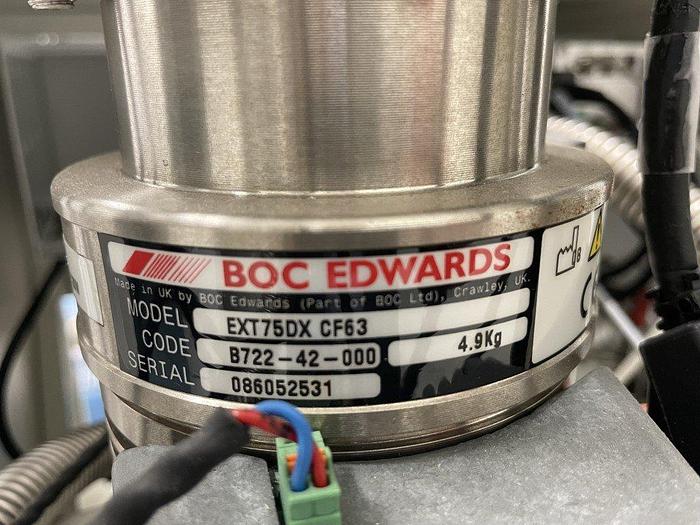 BOC EDWARDS
Made in UK by BOC Edwards (Part of BOC Ltd), Crawley, UK.
MODEL EXT75DX CF63
CODE B722-42-000 4.9Kg
SERIAL 086052531